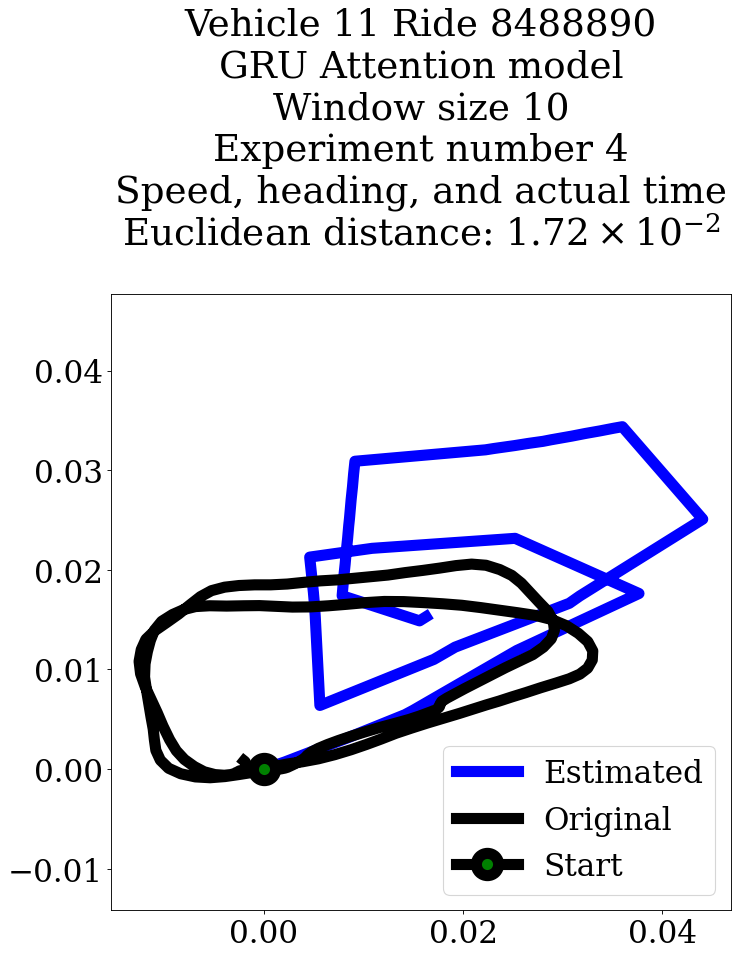 Vehicle 11 Ride 8488890
GRU Attention model
Window size 10
Experiment number 4
Speed, heading, and actual time
Euclidean distance: 1.72 × 10⁻²
0.04
0.03
0.02
0.01
0.00
−0.01
0.00 0.02 0.04
Estimated
Original
Start